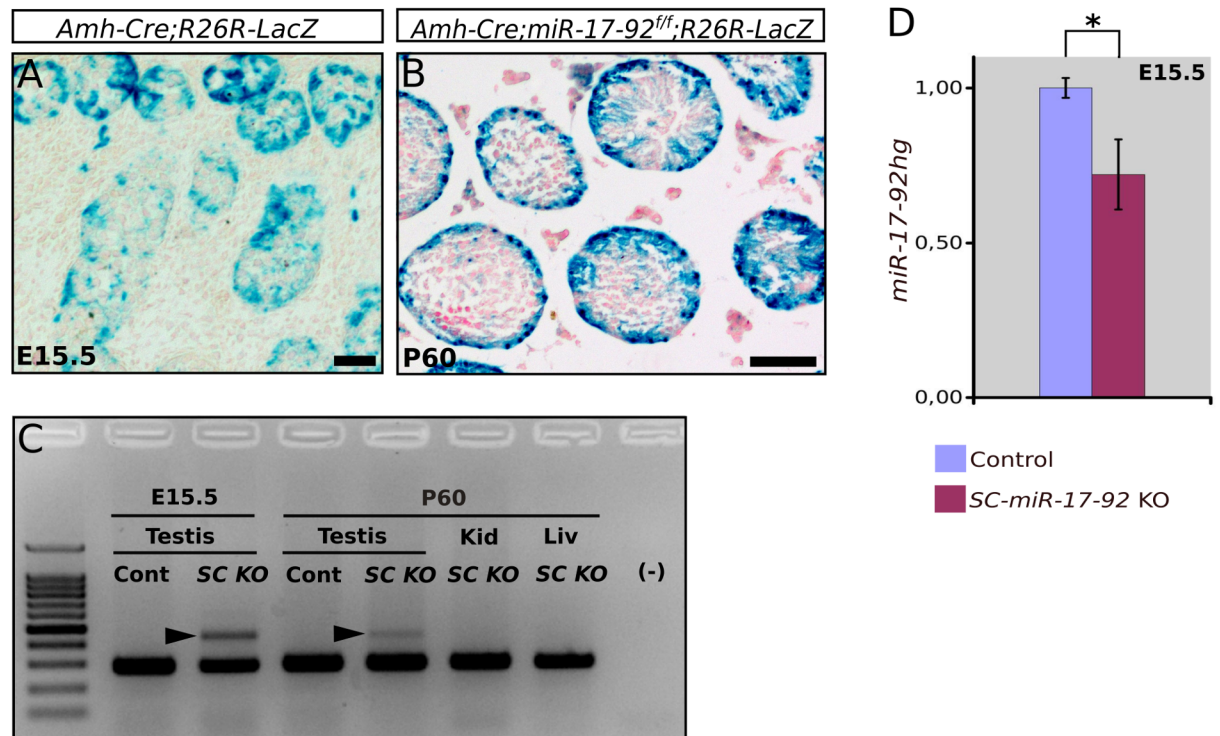 Amh-Cre;R26R-LacZ
Amh-Cre;miR-17-92f/f;R26R-LacZ
A
E15.5
B
P60
C
E15.5 P60
Testis Testis Kid Liv
Cont SC KO Cont SC KO SC KO SC KO (-)
D
*
E15.5
1,00
0,50
0,00
miR-17-92hg
Control
SC-miR-17-92 KO